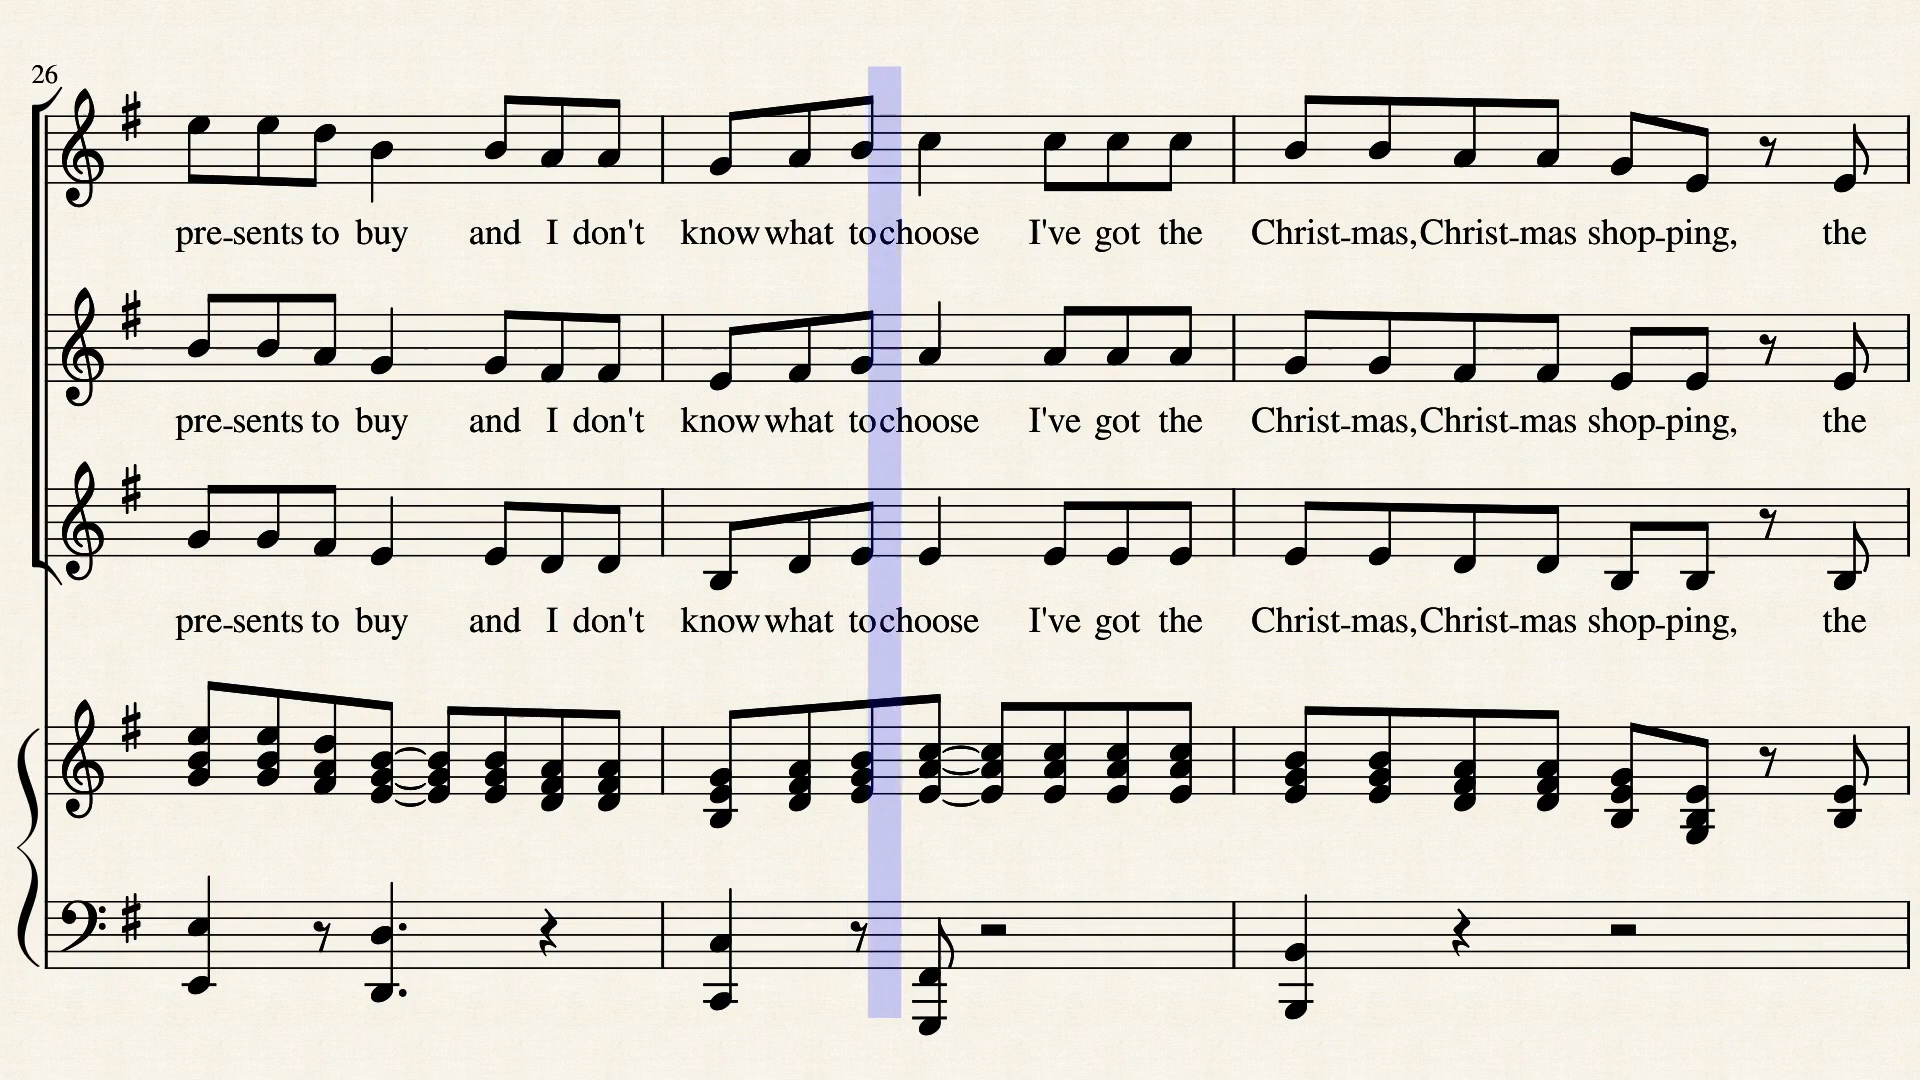 26
pre-sents to buy and I don't know what to choose I've got the Christ-mas, Christ-mas shop-ping, the
pre-sents to buy and I don't know what to choose I've got the Christ-mas, Christ-mas shop-ping, the
pre-sents to buy and I don't know what to choose I've got the Christ-mas, Christ-mas shop-ping, the